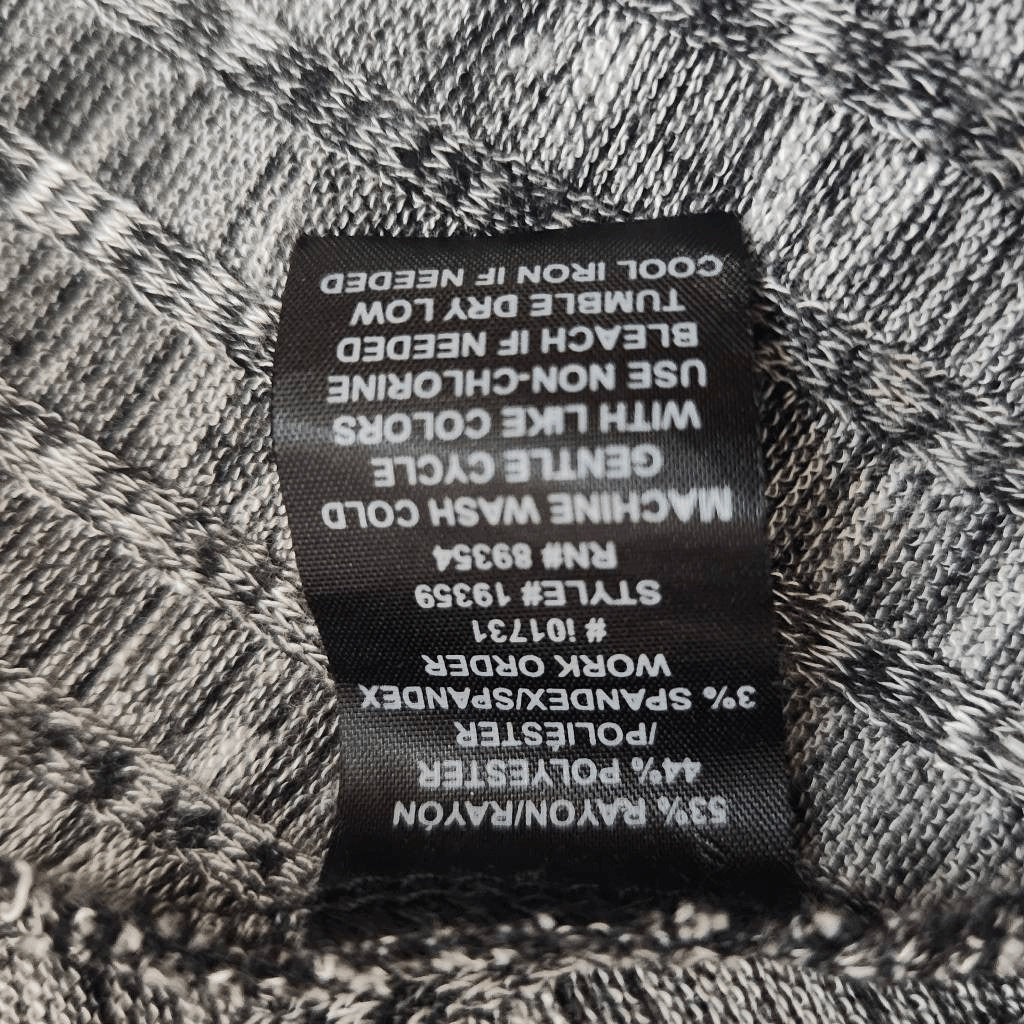 53% RAYON/RAYÓN
44% POLYESTER
/POLIÉSTER
3% SPANDEX/SPANDEX
WORK ORDER
# i01731
STYLE# 19359
RN# 89354
MACHINE WASH COLD
GENTLE CYCLE
WITH LIKE COLORS
USE NON-CHLORINE
BLEACH IF NEEDED
TUMBLE DRY LOW
COOL IRON IF NEEDED